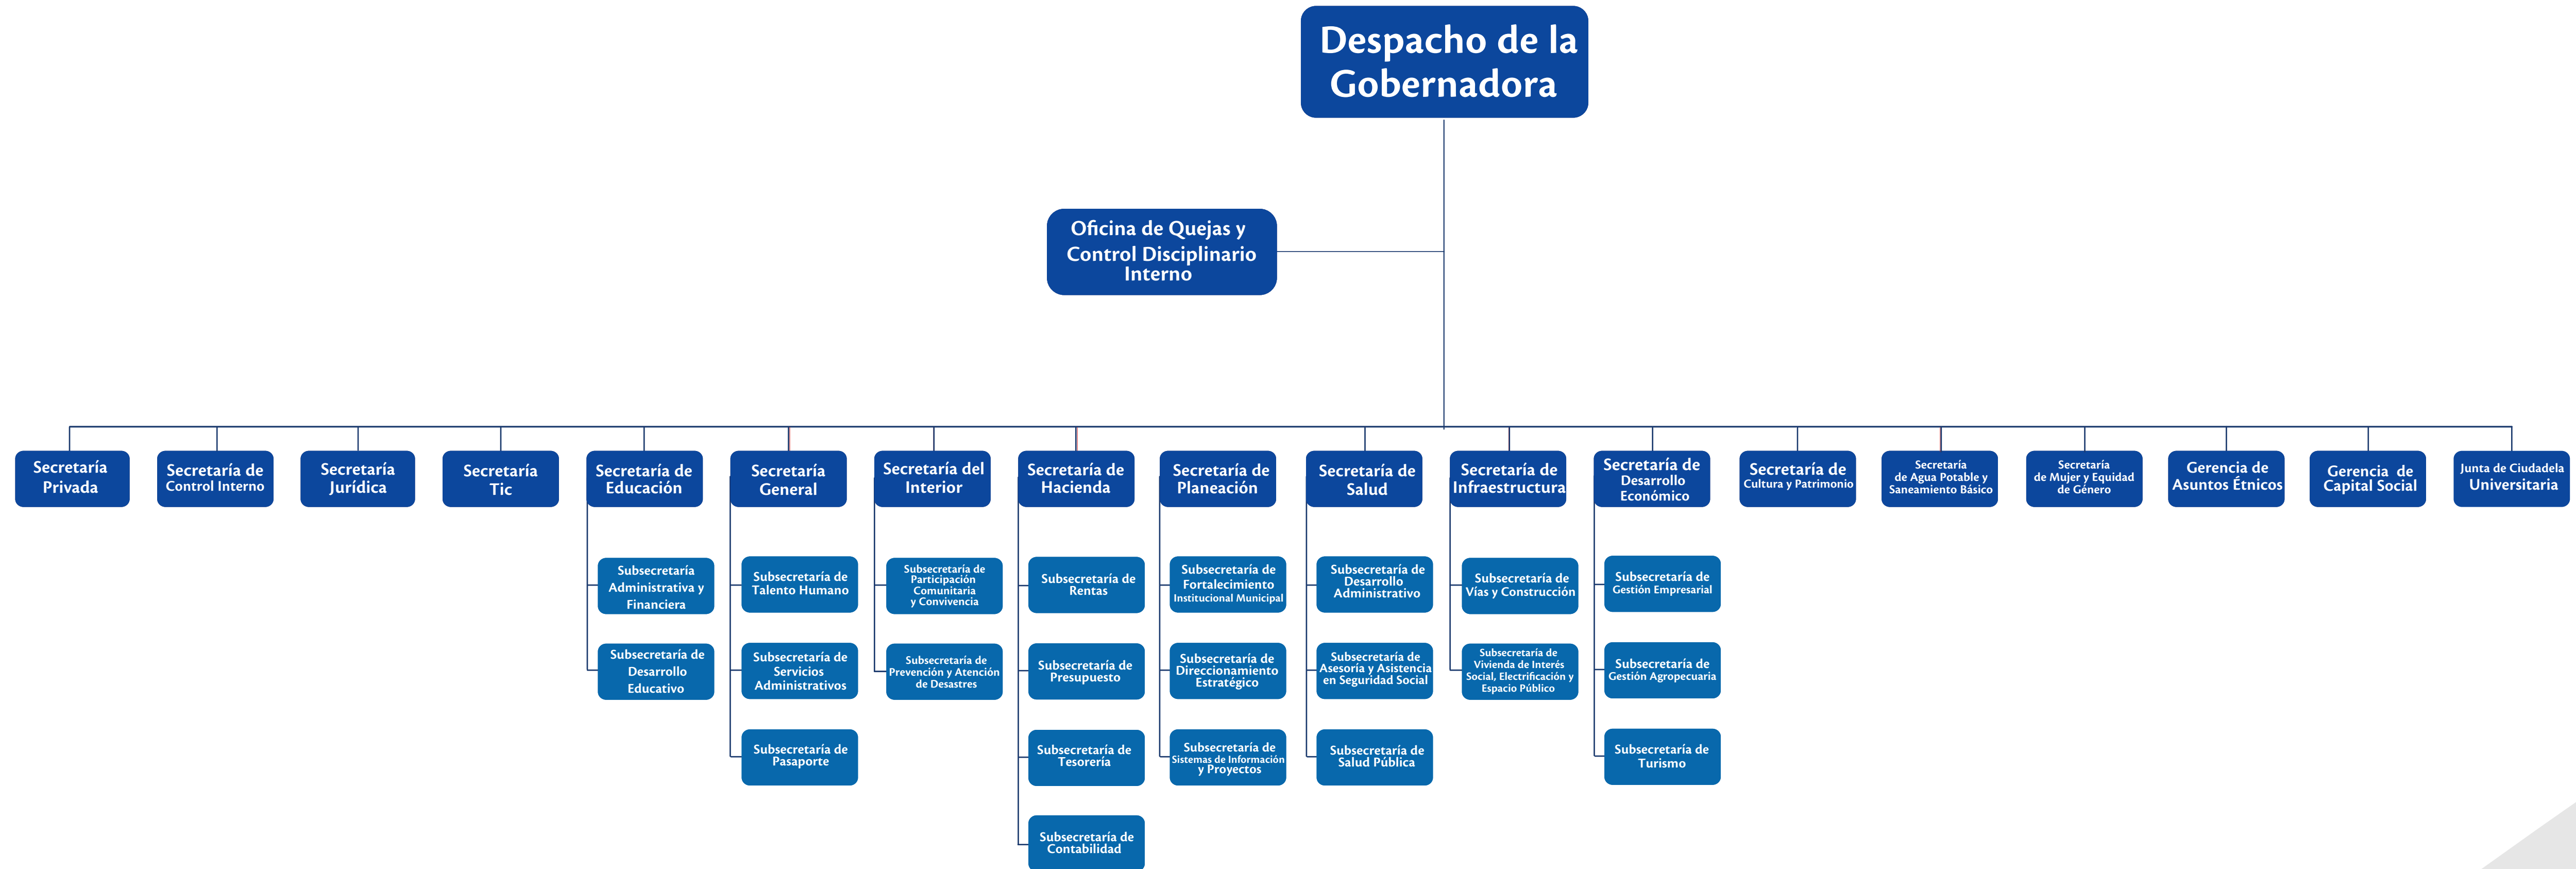 Despacho de la
Gobernadora
Oficina de Quejas y
Control Disciplinario
Interno
Secretaría
Privada
Secretaría de
Control Interno
Secretaría
Jurídica
Secretaría
Tic
Secretaría de
Educación
Secretaría
General
Secretaría del
Interior
Secretaría de
Hacienda
Secretaría de
Planeación
Secretaría de
Salud
Secretaría de
Infraestructura
Secretaría de
Desarrollo
Económico
Secretaría de
Cultura y Patrimonio
Secretaría
de Agua Potable y
Saneamiento Básico
Secretaría
de Mujer y Equidad
de Género
Gerencia de
Asuntos Étnicos
Gerencia de
Capital Social
Junta de Ciudadela
Universitaria
Subsecretaría
Administrativa y
Financiera
Subsecretaría de
Talento Humano
Subsecretaría de
Participación
Comunitaria
y Convivencia
Subsecretaría de
Rentas
Subsecretaría de
Fortalecimiento
Institucional Municipal
Subsecretaría de
Desarrollo
Administrativo
Subsecretaría de
Vías y Construcción
Subsecretaría de
Gestión Empresarial
Subsecretaría de
Desarrollo
Educativo
Subsecretaría de
Servicios
Administrativos
Subsecretaría de
Prevención y Atención
de Desastres
Subsecretaría de
Presupuesto
Subsecretaría de
Direccionamiento
Estratégico
Subsecretaría de
Asesoría y Asistencia
en Seguridad Social
Subsecretaría de
Vivienda de Interés
Social, Electrificación y
Espacio Público
Subsecretaría de
Gestión Agropecuaria
Subsecretaría de
Pasaporte
Subsecretaría de
Tesorería
Subsecretaría de
Sistemas de Información
y Proyectos
Subsecretaría de
Salud Pública
Subsecretaría de
Turismo
Subsecretaría de
Contabilidad